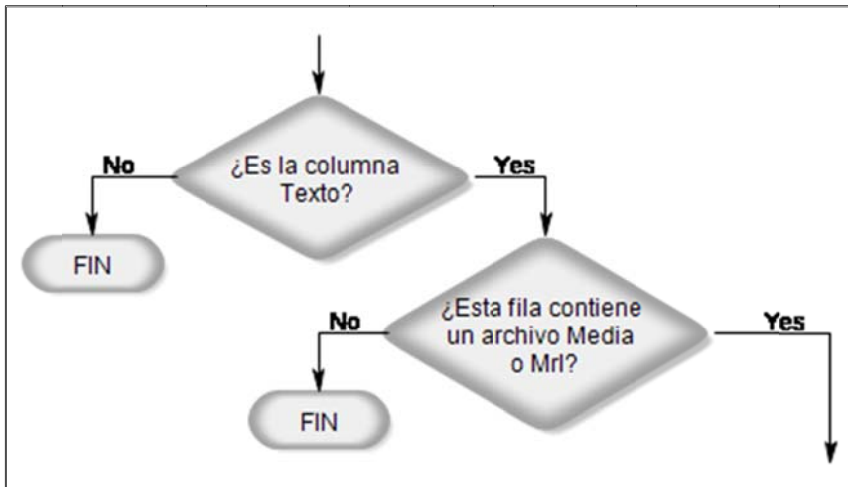 ¿Es la columna
Texto?
No
Yes
FIN
¿Esta fila contiene
un archivo Media
o Mrl?
No
Yes
FIN